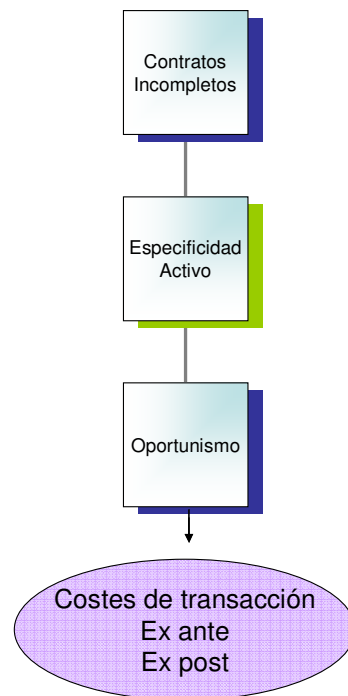 Contratos
Incompletos
Especificidad
Activo
Oportunismo
Costes de transacción
Ex ante
Ex post